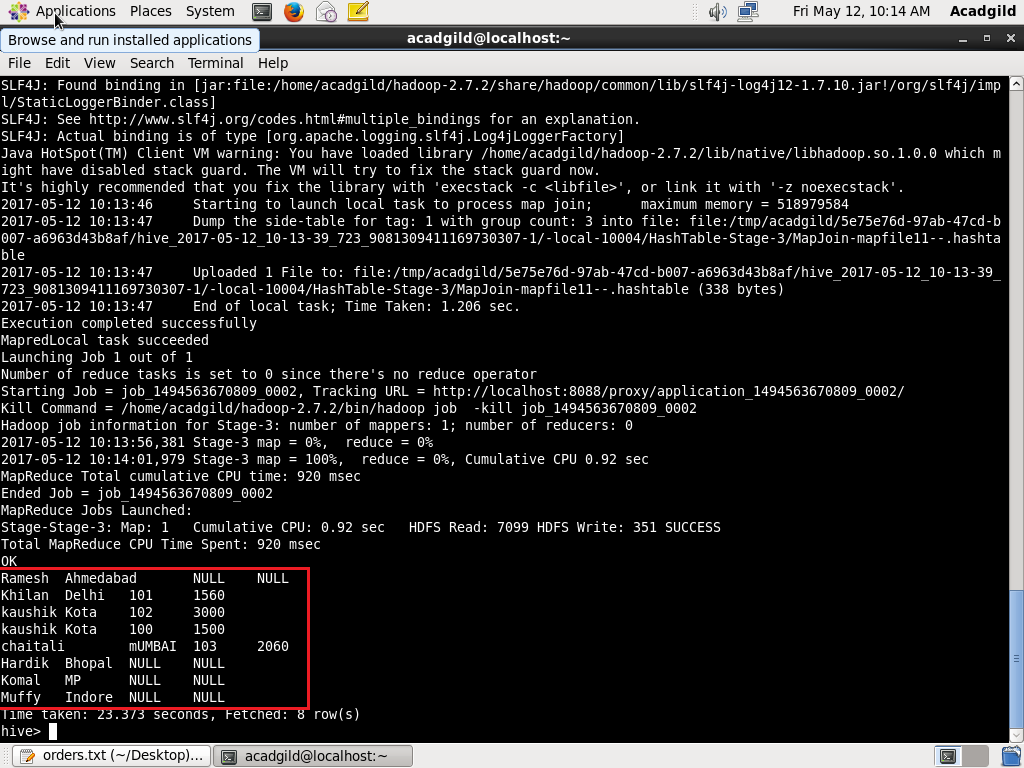 Applications Places System Fri May 12, 10:14 AM Acadgild
Browse and run installed applications
acadgild@localhost:~
File Edit View Search Terminal Help
SLF4J: Found binding in [jar:file:/home/acadgild/hadoop-2.7.2/share/hadoop/common/lib/slf4j-log4j12-1.7.10.jar!/org/slf4j/imp
l/StaticLoggerBinder.class]
SLF4J: See http://www.slf4j.org/codes.html#multiple_bindings for an explanation.
SLF4J: Actual binding is of type [org.apache.logging.slf4j.Log4jLoggerFactory]
Java HotSpot(TM) Client VM warning: You have loaded library /home/acadgild/hadoop-2.7.2/lib/native/libhadoop.so.1.0.0 which m
ight have disabled stack guard. The VM will try to fix the stack guard now.
It's highly recommended that you fix the library with 'execstack -c <libfile>', or link it with '-z noexecstack'.
2017-05-12 10:13:46 Starting to launch local task to process map join; maximum memory = 518979584
2017-05-12 10:13:47 Dump the side-table for tag: 1 with group count: 3 into file: file:/tmp/acadgild/5e75e76d-97ab-47cd-b
007-a6963d43b8af/hive_2017-05-12_10-13-39_723_9081309411169730307-1/-local-10004/HashTable-Stage-3/MapJoin-mapfile11--.hashta
ble
2017-05-12 10:13:47 Uploaded 1 File to: file:/tmp/acadgild/5e75e76d-97ab-47cd-b007-a6963d43b8af/hive_2017-05-12_10-13-39_
723_9081309411169730307-1/-local-10004/HashTable-Stage-3/MapJoin-mapfile11--.hashtable (338 bytes)
2017-05-12 10:13:47 End of local task; Time Taken: 1.206 sec.
Execution completed successfully
MapredLocal task succeeded
Launching Job 1 out of 1
Number of reduce tasks is set to 0 since there's no reduce operator
Starting Job = job_1494563670809_0002, Tracking URL = http://localhost:8088/proxy/application_1494563670809_0002/
Kill Command = /home/acadgild/hadoop-2.7.2/bin/hadoop job -kill job_1494563670809_0002
Hadoop job information for Stage-3: number of mappers: 1; number of reducers: 0
2017-05-12 10:13:56,381 Stage-3 map = 0%, reduce = 0%
2017-05-12 10:14:01,979 Stage-3 map = 100%, reduce = 0%, Cumulative CPU 0.92 sec
MapReduce Total cumulative CPU time: 920 msec
Ended Job = job_1494563670809_0002
MapReduce Jobs Launched:
Stage-Stage-3: Map: 1 Cumulative CPU: 0.92 sec HDFS Read: 7099 HDFS Write: 351 SUCCESS
Total MapReduce CPU Time Spent: 920 msec
OK
Ramesh Ahmedabad NULL NULL
Khilan Delhi 101 1560
kaushik Kota 102 3000
kaushik Kota 100 1500
chaitali mUMBAI 103 2060
Hardik Bhopal NULL NULL
Komal MP NULL NULL
Muffy Indore NULL NULL
Time taken: 23.373 seconds, Fetched: 8 row(s)
hive>
orders.txt (~/Desktop)... acadgild@localhost:~